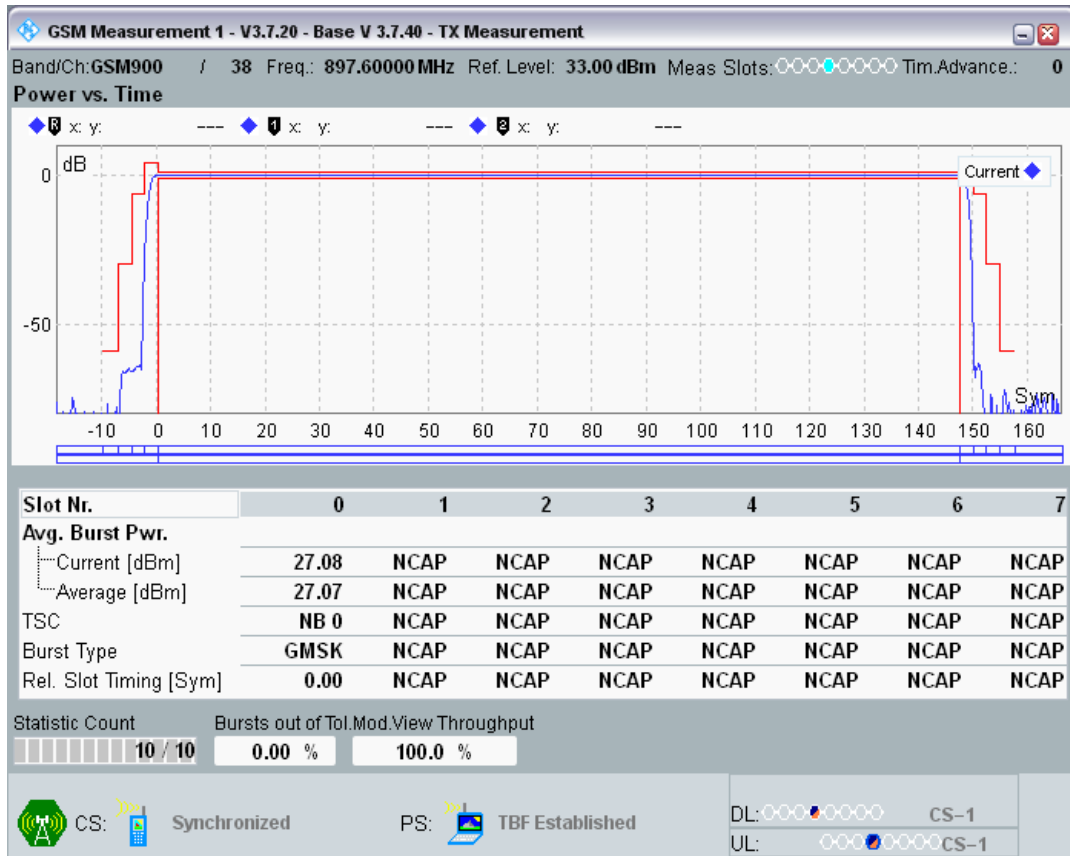 GSM Measurement 1 - V3.7.20 - Base V 3.7.40 - TX Measurement
Band/Ch:GSM900 / 38 Freq.: 897.60000 MHz Ref. Level: 33.00 dBm Meas Slots: Tim.Advance.: 0
Power vs. Time
R x: y: --- 1 x: y: --- 2 x: y: ---
dB
Current
0
-50
Sym
-10 0 10 20 30 40 50 60 70 80 90 100 110 120 130 140 150 160
Slot Nr. 0 1 2 3 4 5 6 7
Avg. Burst Pwr.
Current [dBm] 27.08 NCAP NCAP NCAP NCAP NCAP NCAP NCAP
Average [dBm] 27.07 NCAP NCAP NCAP NCAP NCAP NCAP NCAP
TSC NB 0 NCAP NCAP NCAP NCAP NCAP NCAP NCAP
Burst Type GMSK NCAP NCAP NCAP NCAP NCAP NCAP NCAP
Rel. Slot Timing [Sym] 0.00 NCAP NCAP NCAP NCAP NCAP NCAP NCAP
Statistic Count Bursts out of Tol.Mod.View Throughput
10 / 10 0.00 % 100.0 %
CS: Synchronized PS: TBF Established DL: CS-1
UL: CS-1